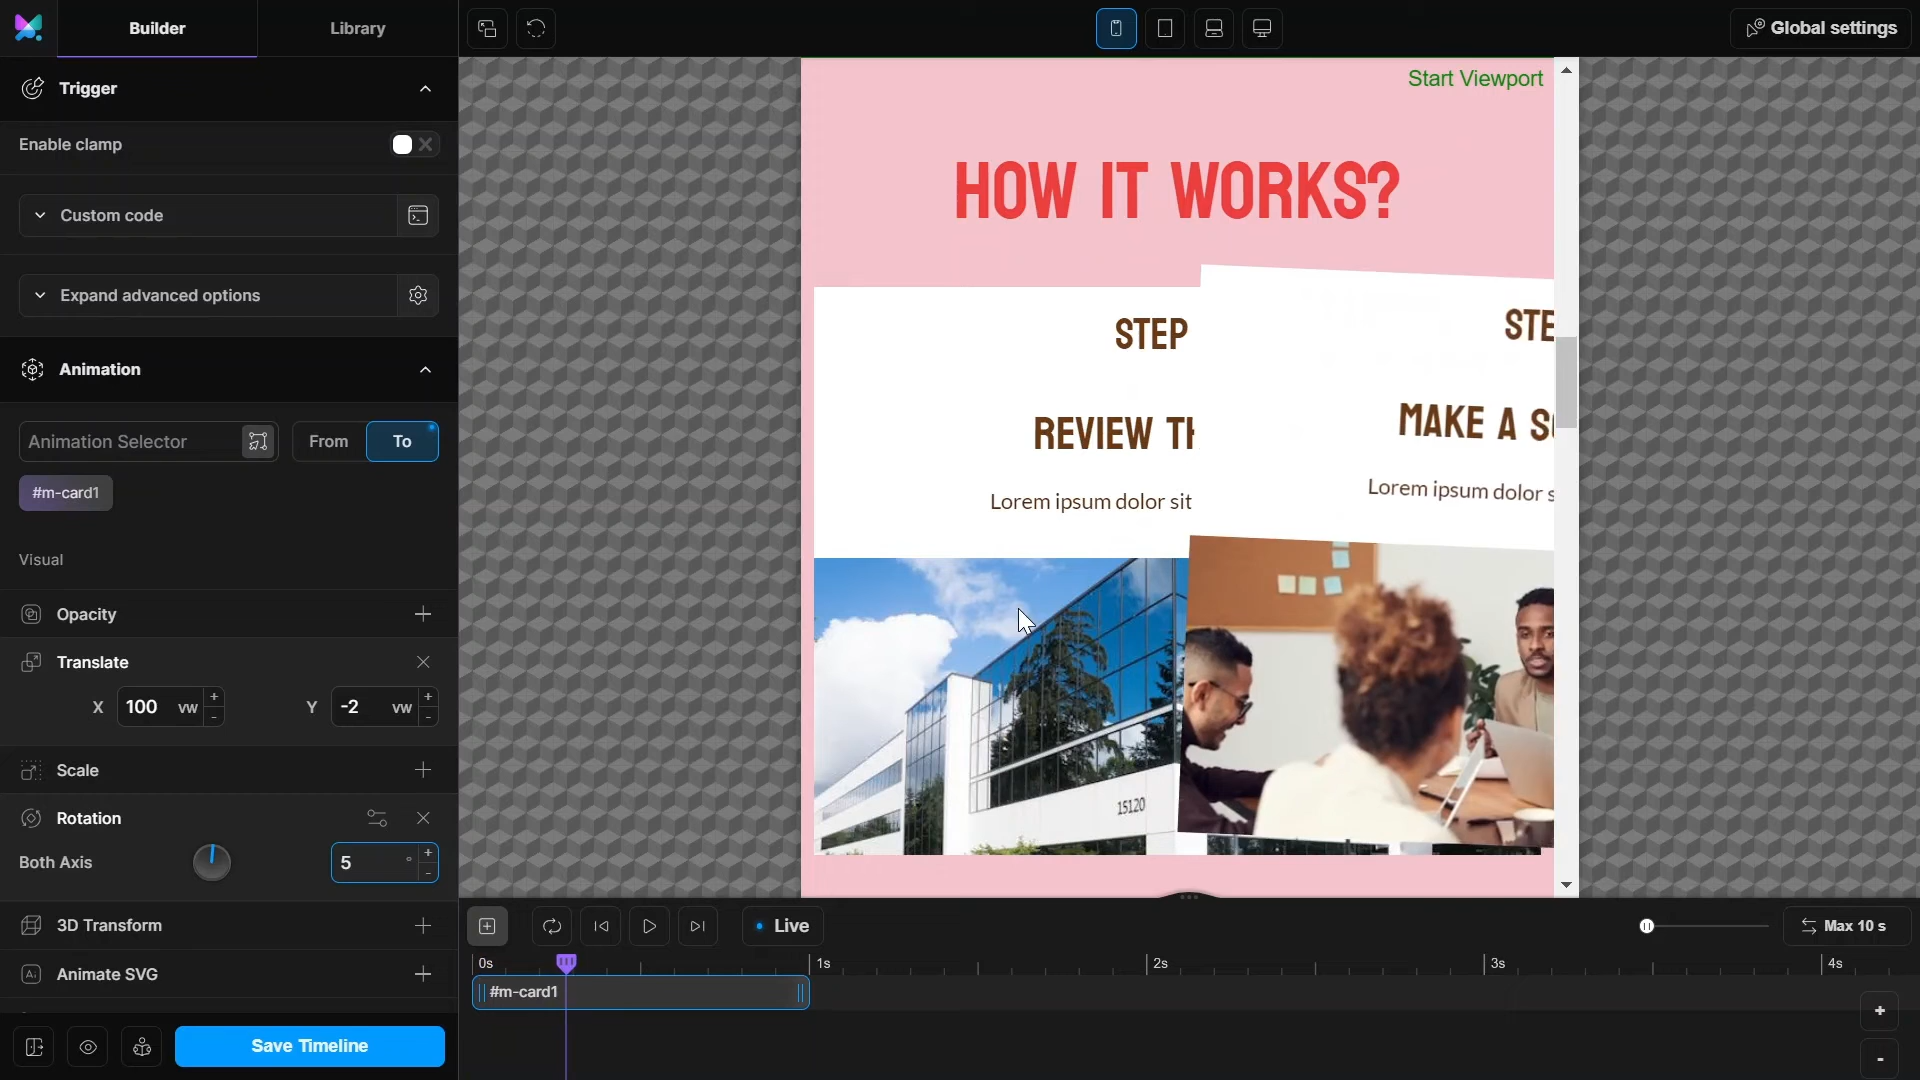 Builder
Library
Global settings
Trigger
Enable clamp
Custom code
Expand advanced options
Animation
Animation Selector
From
To
#m-card1
Visual
Opacity
Translate
X 100 vw Y -2 vw
Scale
Rotation
Both Axis 5 °
3D Transform
Animate SVG
Save Timeline
Start Viewport
HOW IT WORKS?
STEP
REVIEW TH
Lorem ipsum dolor sit
15120
STE
MAKE A SC
Lorem ipsum dolor s
Live
Max 10 s
0s 1s 2s 3s 4s
#m-card1
+
-